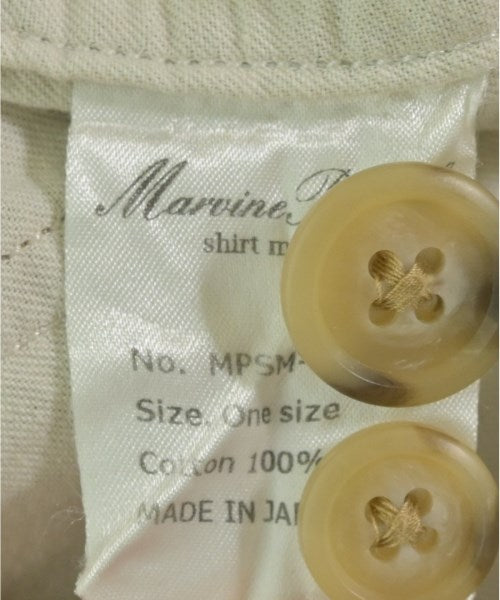 Marvine P
shirt m
No. MPSM-
Size. One size
Cotton 100%
MADE IN JA